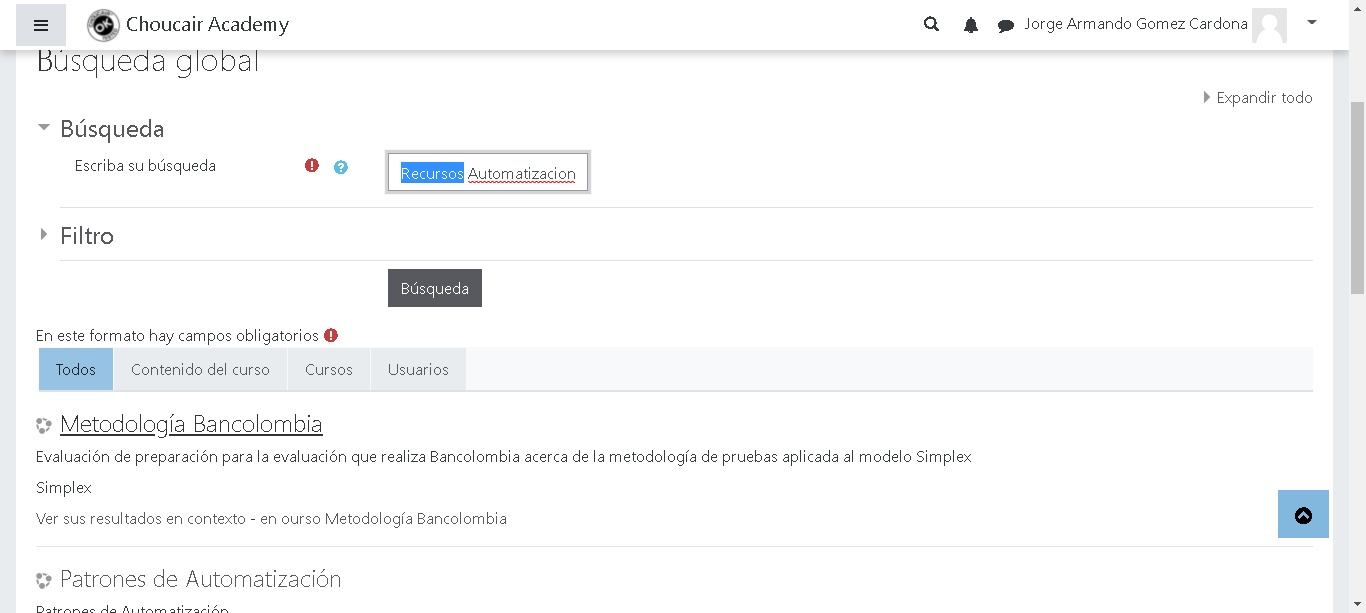 Choucair Academy
Jorge Armando Gomez Cardona
Búsqueda global
Expandir todo
Búsqueda
Escriba su búsqueda
Recursos Automatizacion
Filtro
Búsqueda
En este formato hay campos obligatorios
Todos Contenido del curso Cursos Usuarios
Metodología Bancolombia
Evaluación de preparación para la evaluación que realiza Bancolombia acerca de la metodología de pruebas aplicada al modelo Simplex
Simplex
Ver sus resultados en contexto - en ourso Metodología Bancolombia
Patrones de Automatización
Patrones de Automatización